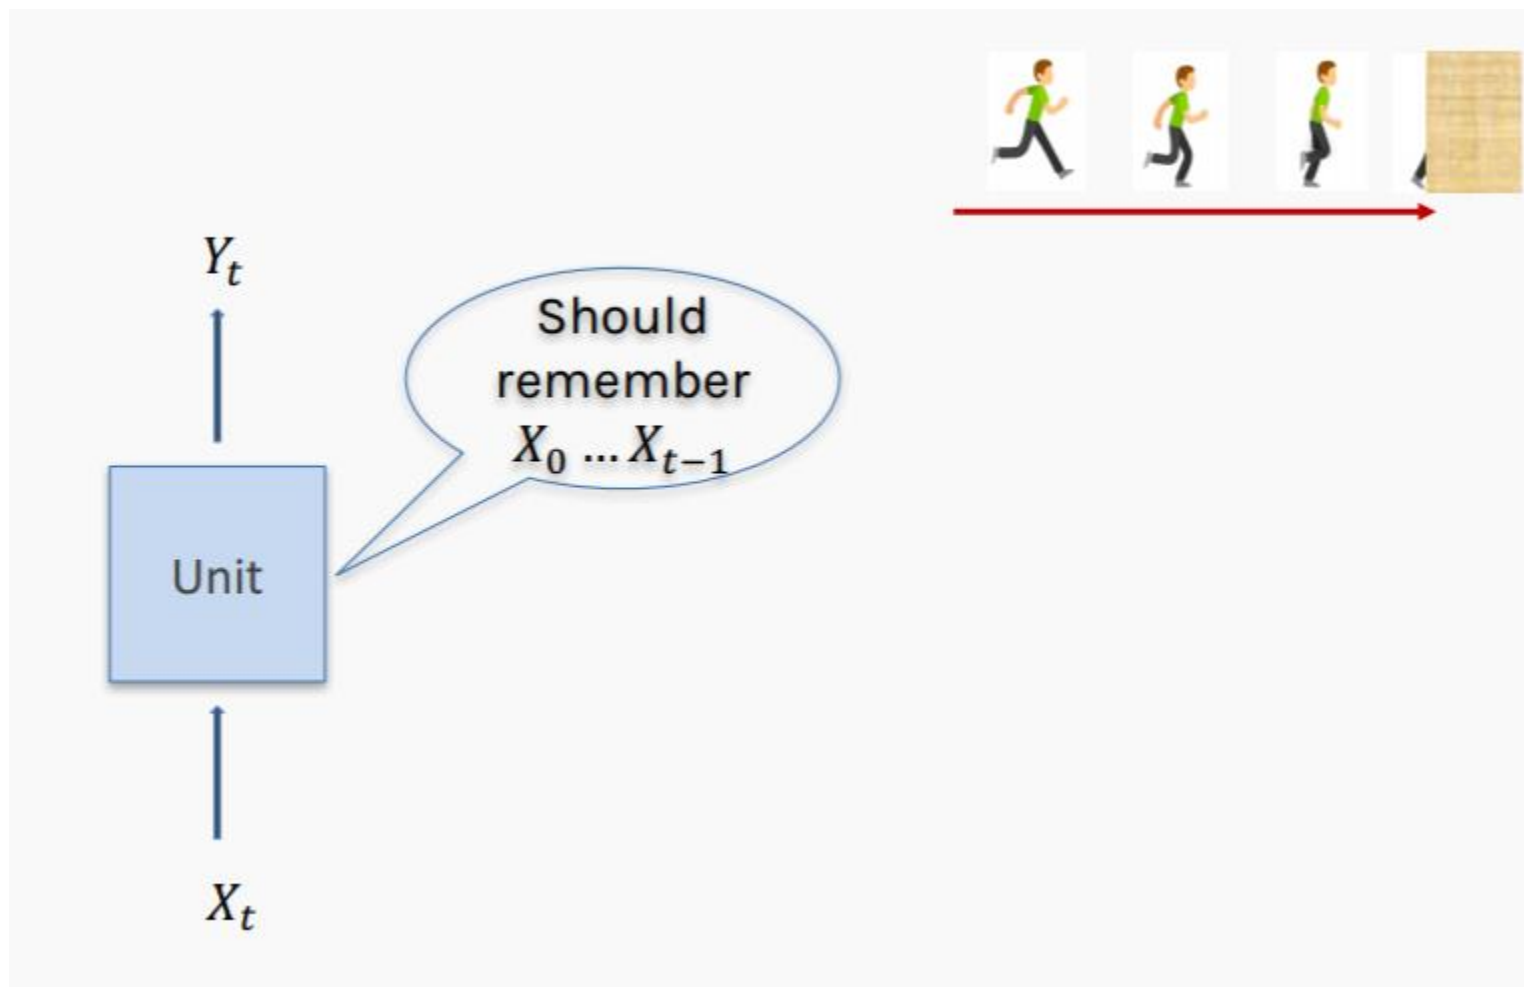 Yₜ
Should
remember
X₀ … Xₜ₋₁
Unit
Xₜ